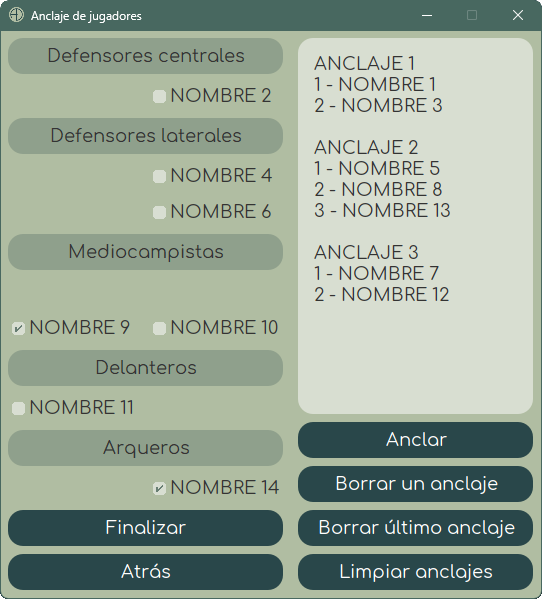 Anclaje de jugadores
Defensores centrales
NOMBRE 2
Defensores laterales
NOMBRE 4
NOMBRE 6
Mediocampistas
NOMBRE 9
NOMBRE 10
Delanteros
NOMBRE 11
Arqueros
NOMBRE 14
Finalizar
Atrás
ANCLAJE 1
1 - NOMBRE 1
2 - NOMBRE 3
ANCLAJE 2
1 - NOMBRE 5
2 - NOMBRE 8
3 - NOMBRE 13
ANCLAJE 3
1 - NOMBRE 7
2 - NOMBRE 12
Anclar
Borrar un anclaje
Borrar último anclaje
Limpiar anclajes